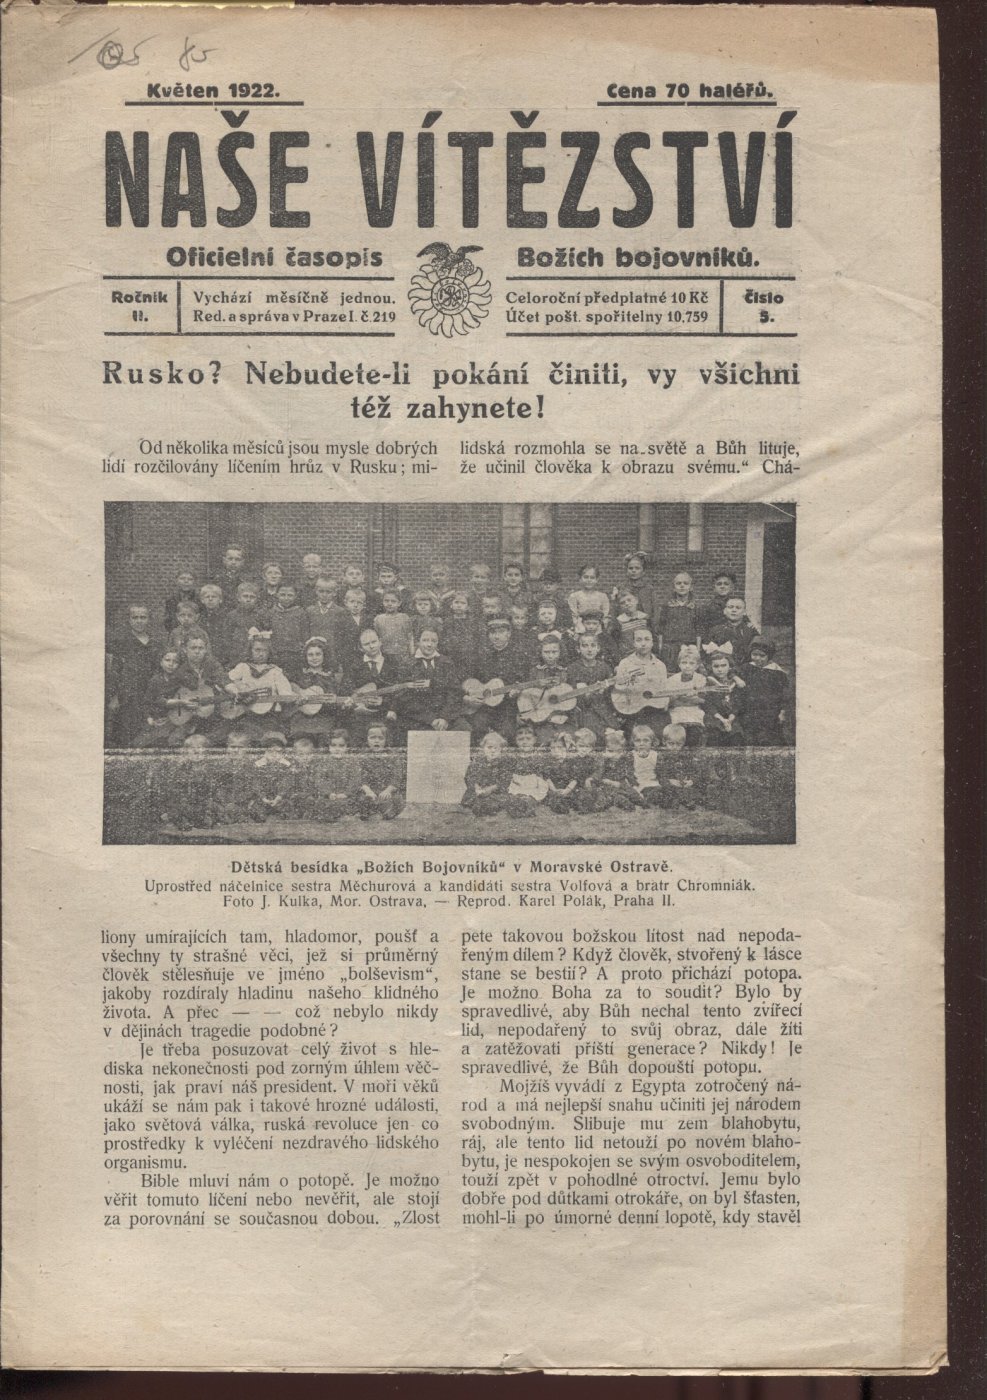 Květen 1922.
Cena 70 haléřů.
NAŠE VÍTĚZSTVÍ
Oficielní časopis Božích bojovníků.
Ročník
II.
Vychází měsíčně jednou.
Red. a správa v Praze I. č. 219
Celoroční předplatné 10 Kč
Účet pošt. spořitelny 10.759
Číslo
5.
Rusko? Nebudete-li pokání činiti, vy všichni
též zahynete!
Od několika měsíců jsou mysle dobrých
lidí rozčilovány líčením hrůz v Rusku; mi-
liony umírajících tam, hladomor, poušť a
všechny ty strašné věci, jež si průměrný
člověk stělesňuje ve jméno „bolševism“,
jakoby rozdíraly hladinu našeho klidného
života. A přec — — což nebylo nikdy
v dějinách tragedie podobné?
Je třeba posuzovat celý život s hle-
diska nekonečnosti pod zorným úhlem věč-
nosti, jak praví náš president. V moři věků
ukáží se nám pak i takové hrozné události,
jako světová válka, ruská revoluce jen co
prostředky k vyléčení nezdravého lidského
organismu.
Bible mluví nám o potopě. Je možno
věřit tomuto líčení nebo nevěřit, ale stojí
za porovnání se současnou dobou. „Zlost
lidská rozmohla se na světě a Bůh lituje,
že učinil člověka k obrazu svému.“ Chá-
pete takovou božskou lítost nad nepoda-
řeným dílem? Když člověk, stvořený k lásce
stane se bestií? A proto přichází potopa.
Je možno Boha za to soudit? Bylo by
spravedlivé, aby Bůh nechal tento zvířecí
lid, nepodařený to svůj obraz, dále žíti
a zatěžovati příští generace? Nikdy! Je
spravedlivé, že Bůh dopouští potopu.
Mojžíš vyvádí z Egypta zotročený ná-
rod a má nejlepší snahu učiniti jej národem
svobodným. Slibuje mu zem blahobytu,
ráj, ale tento lid netouží po novém blaho-
bytu, je nespokojen se svým osvoboditelem,
touží zpět v pohodlné otroctví. Jemu bylo
dobře pod důtkami otrokáře, on byl šťasten,
mohl-li po úmorné denní lopotě, kdy stavěl
Dětská besídka „Božích Bojovníků“ v Moravské Ostravě.
Uprostřed náčelnice sestra Měchurová a kandidáti sestra Volfová a bratr Chromniák.
Foto J. Kulka, Mor. Ostrava, — Reprod. Karel Polák, Praha II.